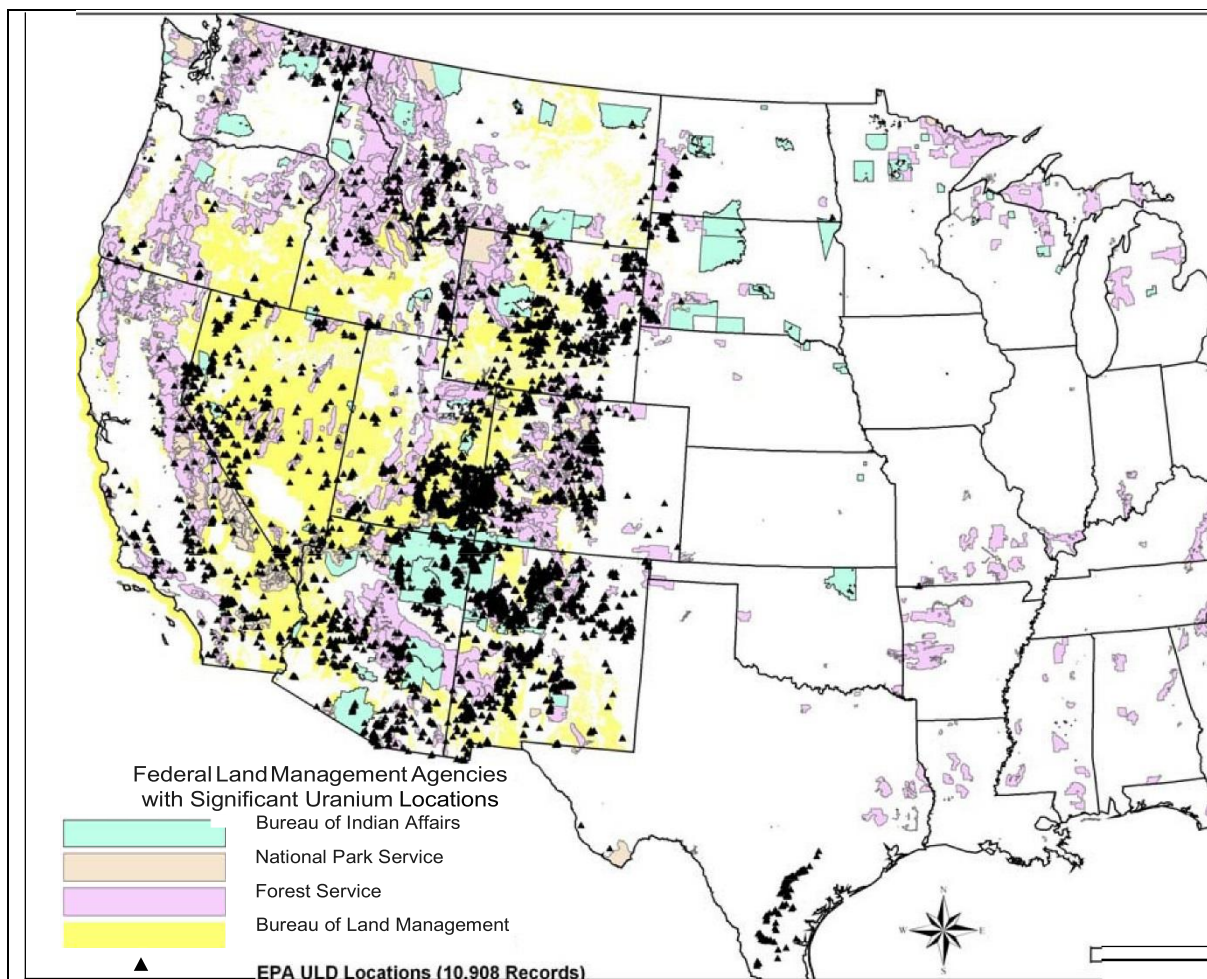 Federal Land Management Agencies
with Significant Uranium Locations
Bureau of Indian Affairs
National Park Service
Forest Service
Bureau of Land Management
EPA ULD Locations (10,908 Records)
N
W
E
S